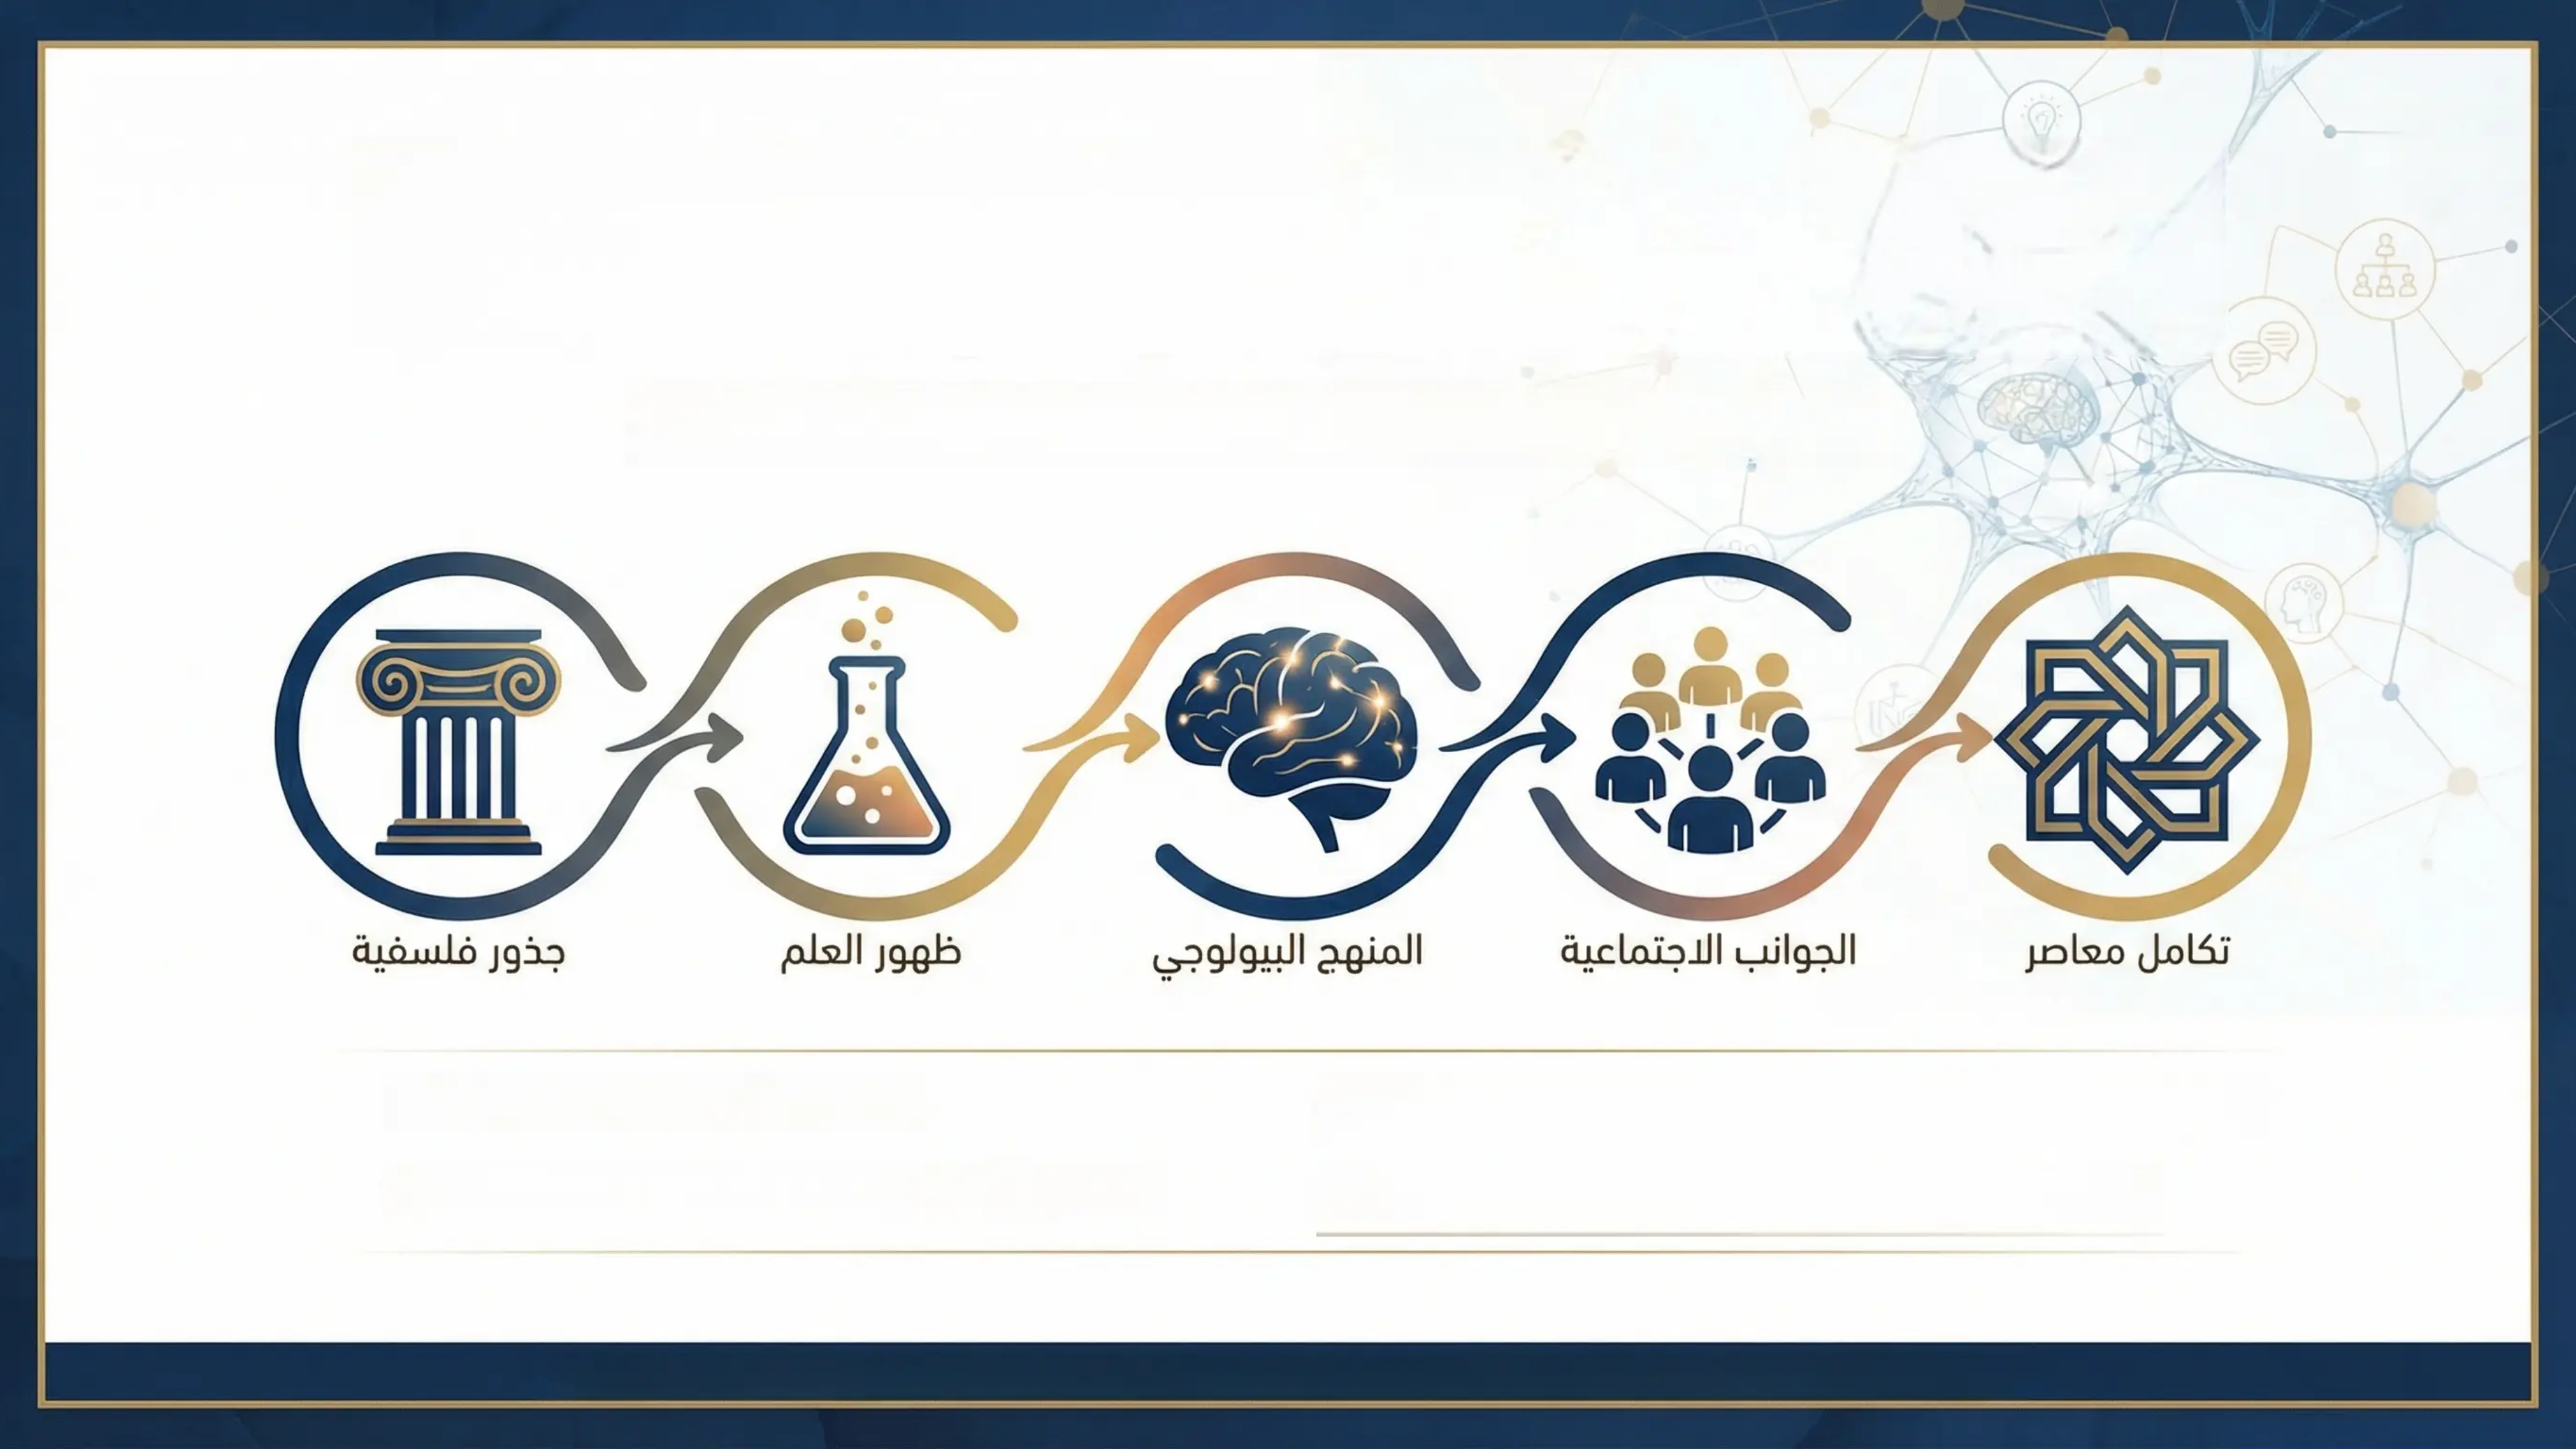 جذور فلسفية
ظهور العلم
المنهج البيولوجي
الجوانب الاجتماعية
تكامل معاصر